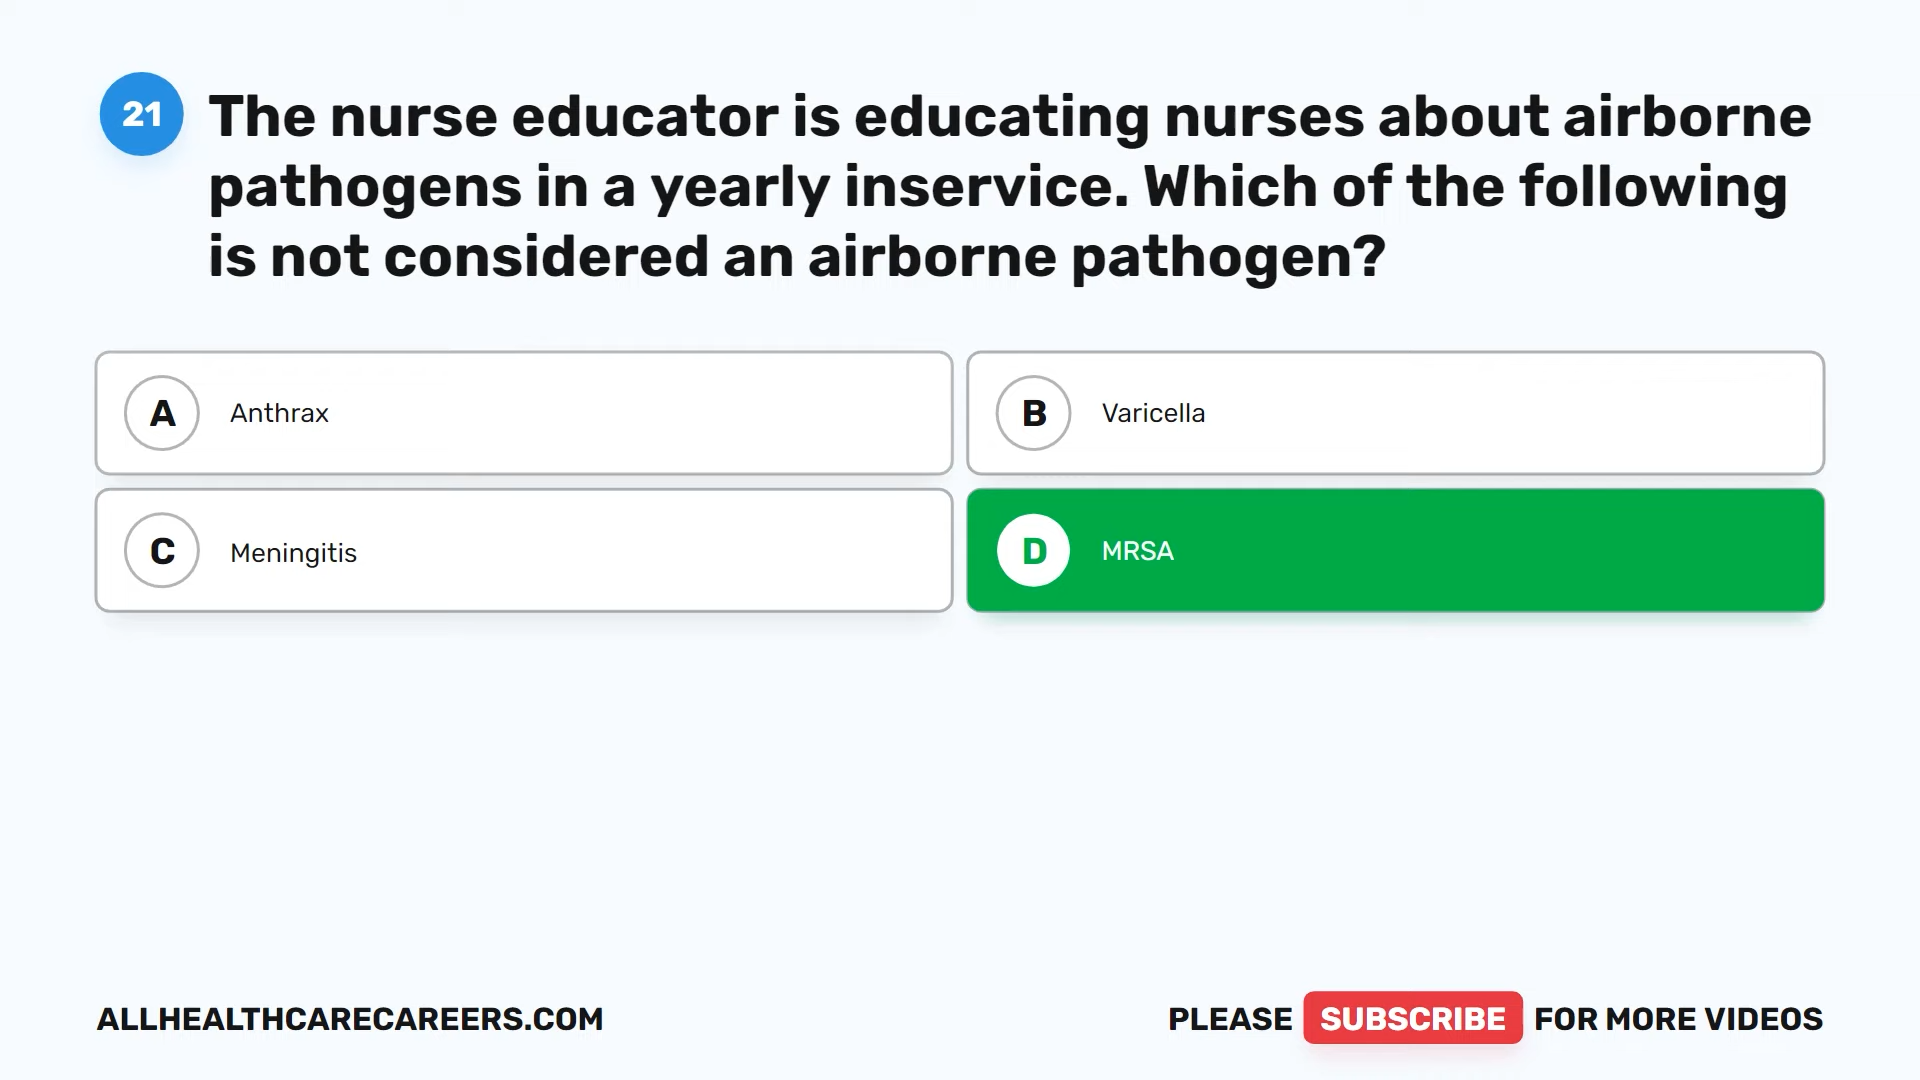 21
The nurse educator is educating nurses about airborne
pathogens in a yearly inservice. Which of the following
is not considered an airborne pathogen?
A Anthrax
B Varicella
C Meningitis
D MRSA
ALLHEALTHCARECAREERS.COM
PLEASE SUBSCRIBE FOR MORE VIDEOS